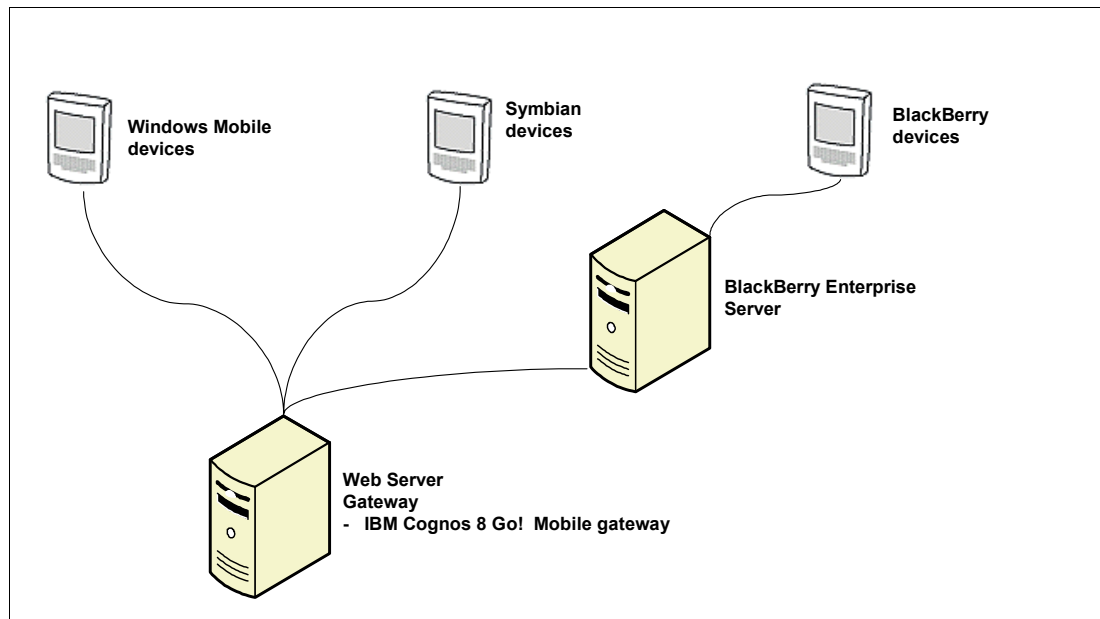 Windows Mobile
devices
Symbian
devices
BlackBerry
devices
BlackBerry Enterprise
Server
Web Server
Gateway
- IBM Cognos 8 Go! Mobile gateway